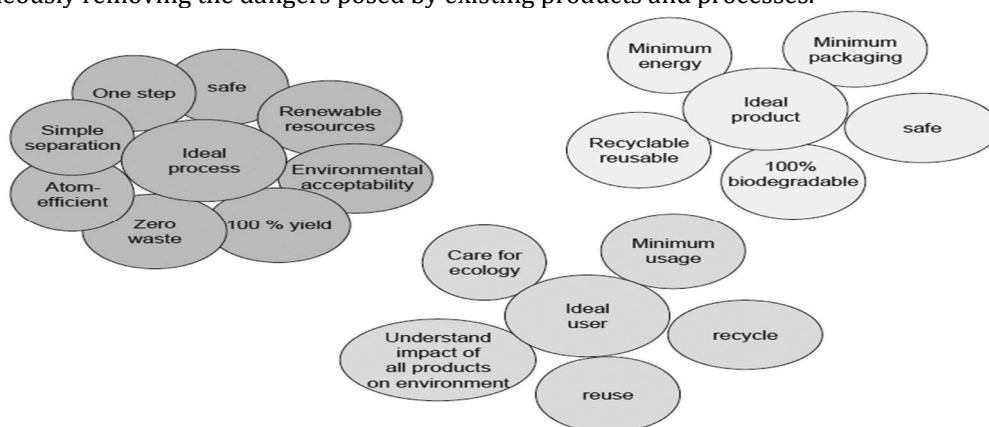 neously removing the dangers posed by existing products and processes.
One step
safe
Renewable
resources
Simple
separation
Ideal
process
Environmental
acceptability
Atom-
efficient
Zero
waste
100 % yield
Minimum
energy
Minimum
packaging
Ideal
product
safe
Recyclable
reusable
100%
biodegradable
Care for
ecology
Minimum
usage
Ideal
user
recycle
Understand
impact of
all products
on environment
reuse